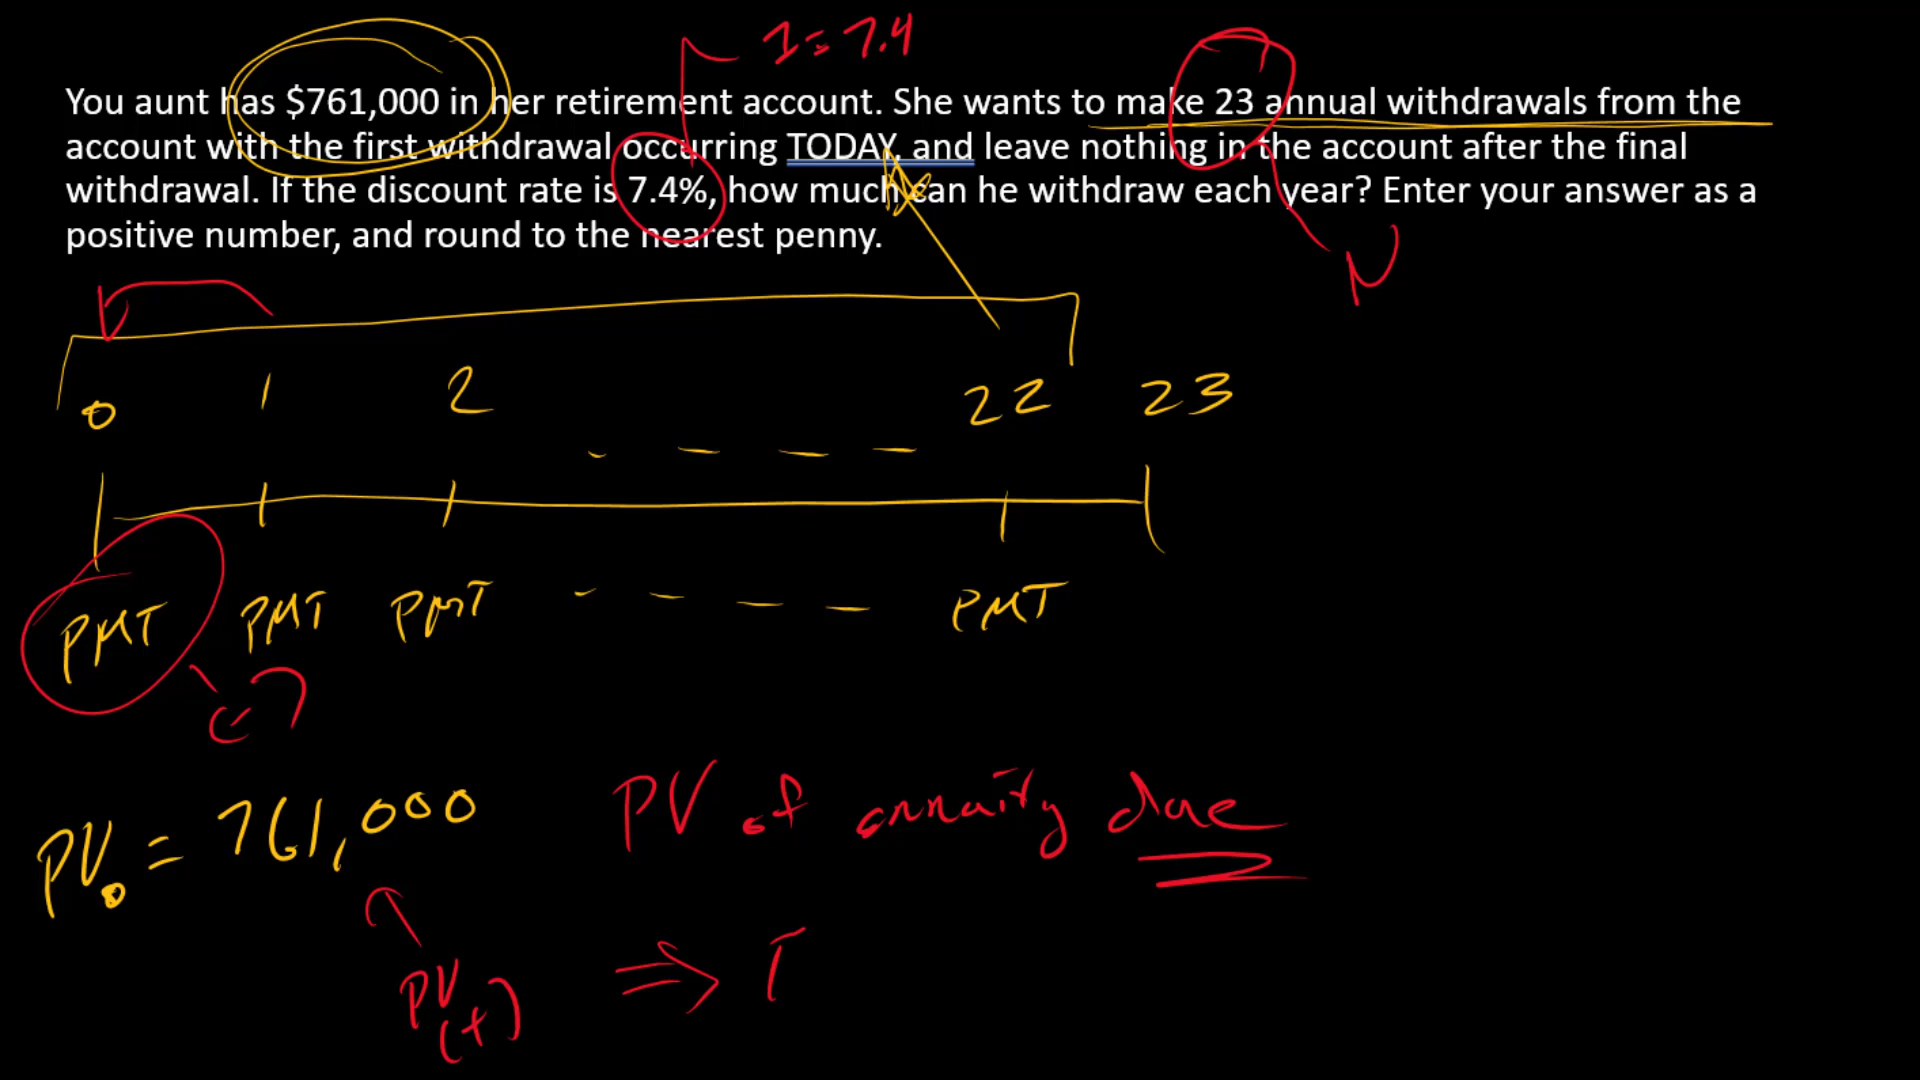 I = 7.4
You aunt has $761,000 in her retirement account. She wants to make 23 annual withdrawals from the
account with the first withdrawal occurring TODAY, and leave nothing in the account after the final
withdrawal. If the discount rate is 7.4%, how much can he withdraw each year? Enter your answer as a
positive number, and round to the nearest penny.
N
0 1 2 - - - - 22 23
PMT PMT PMT - - - - PMT
(-)
PV0 = 761,000 PV of annuity due
PV
(+)